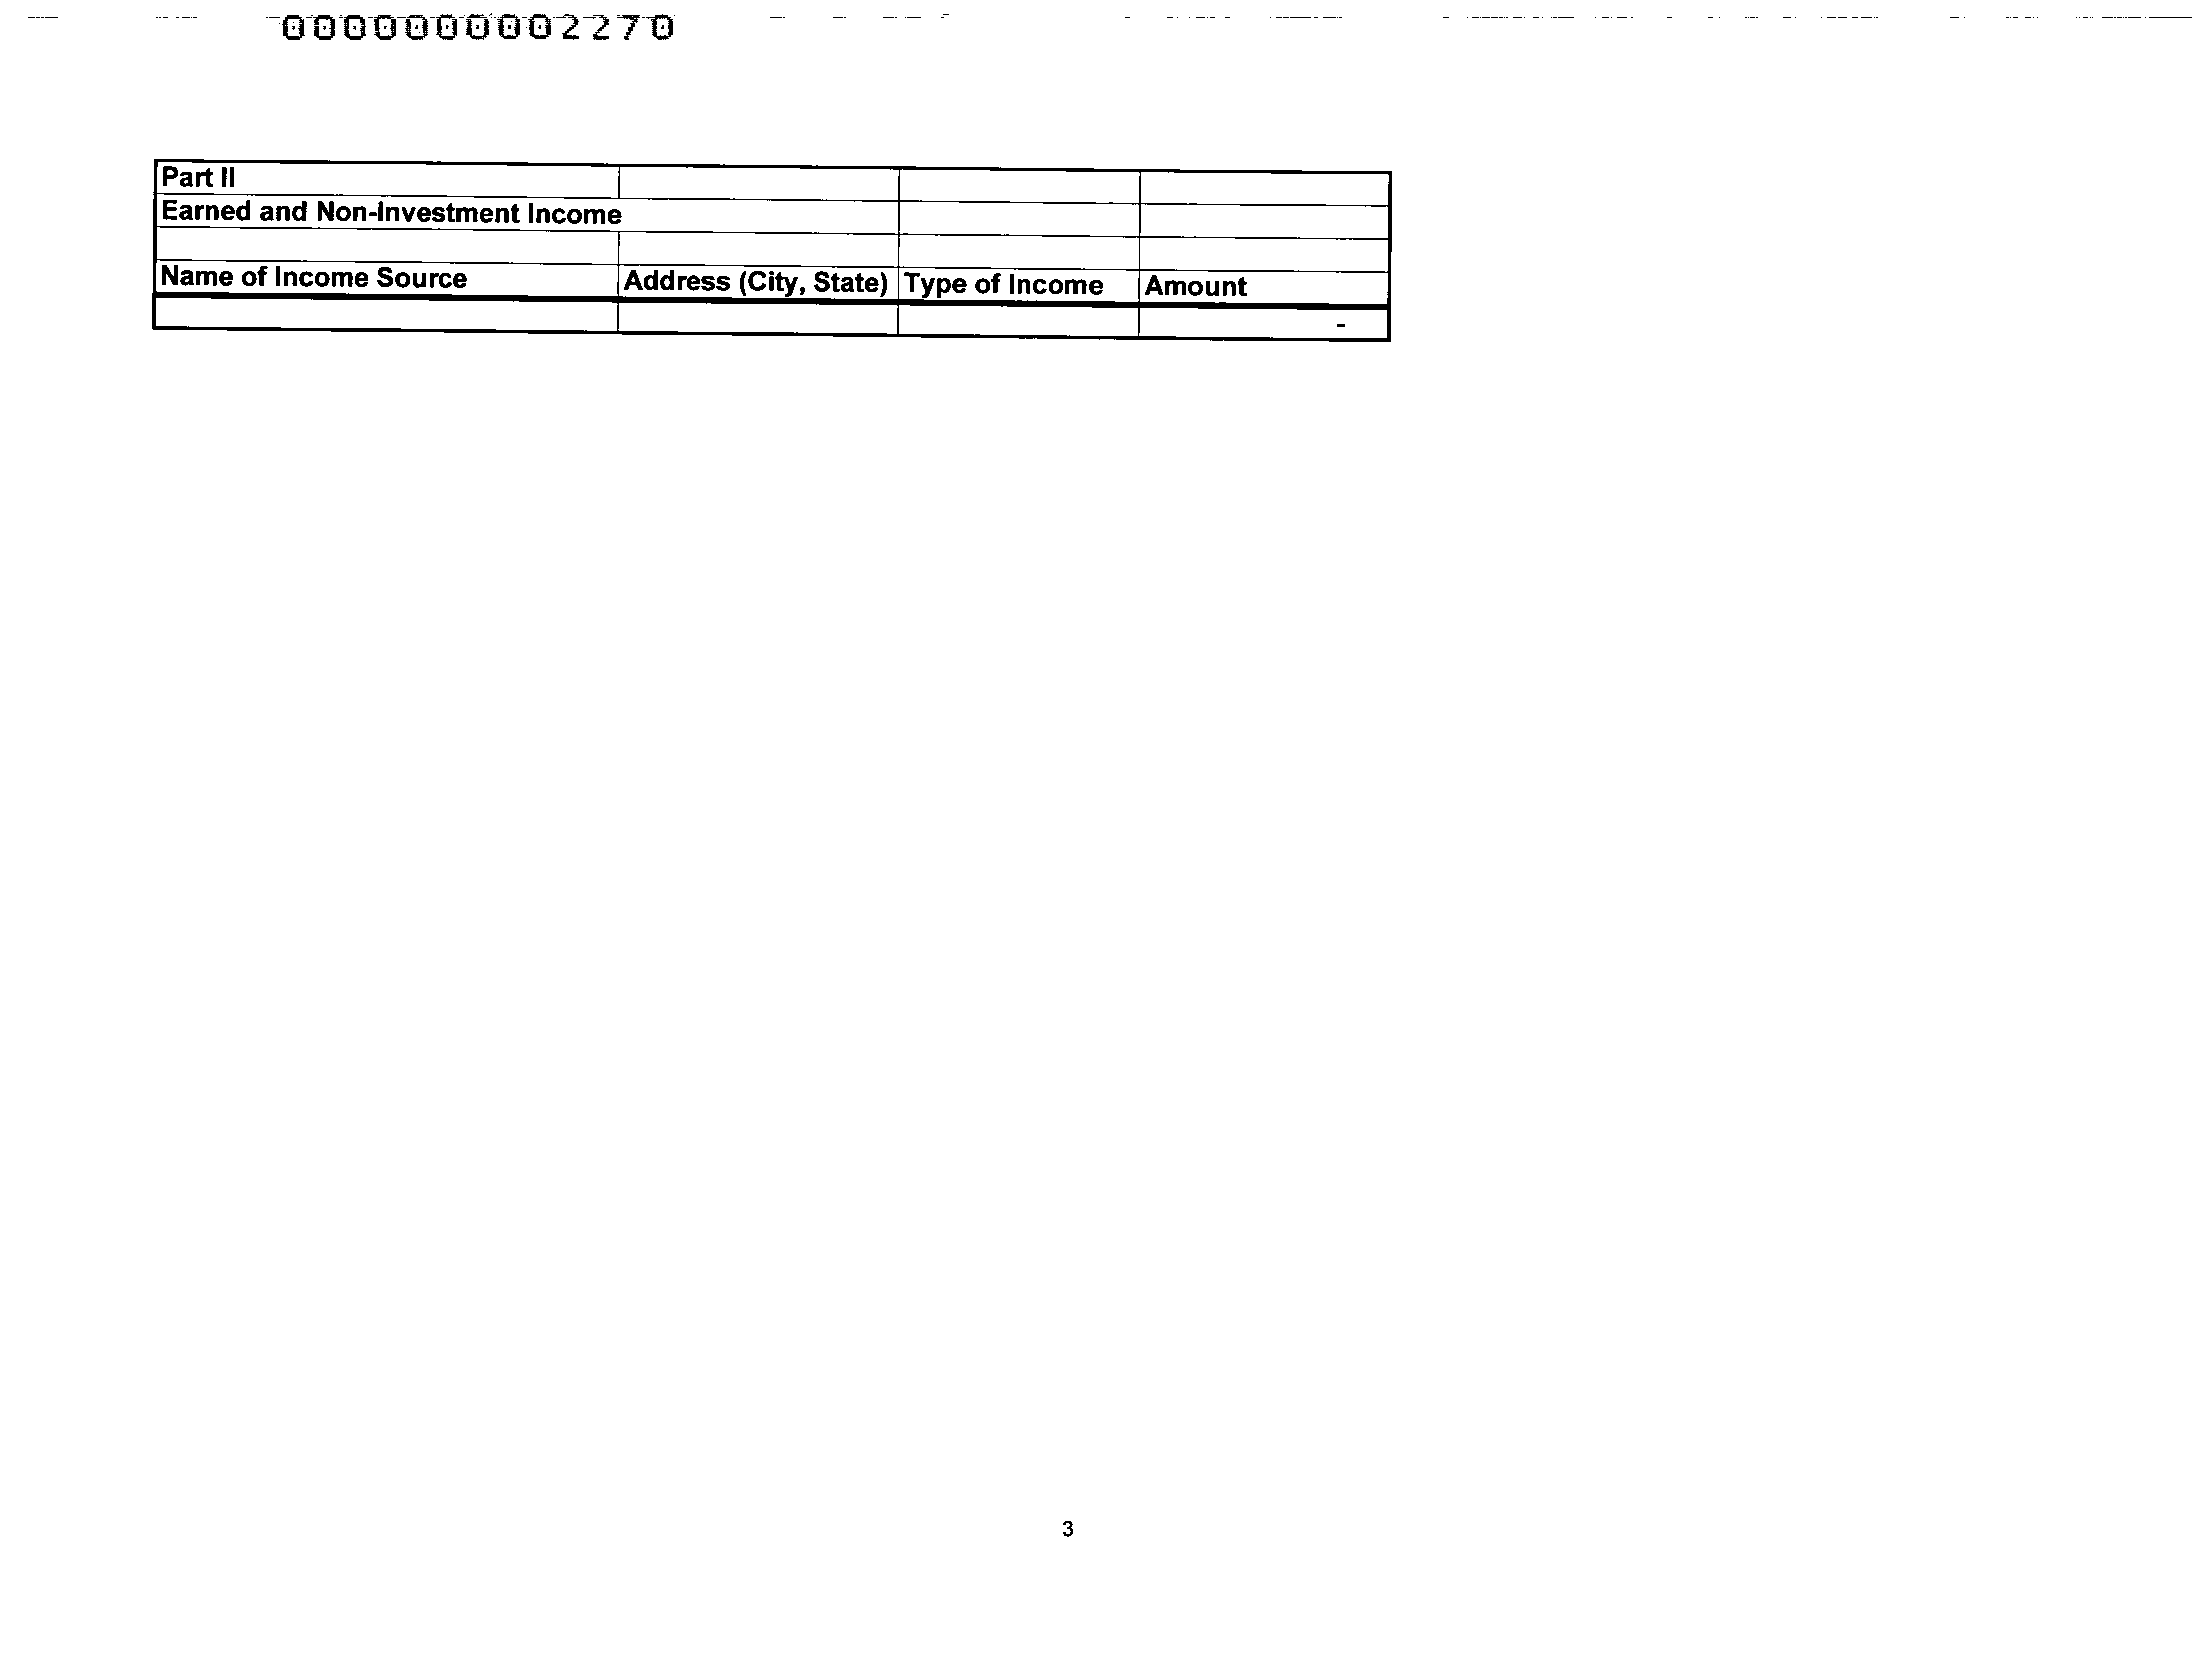 0000000002270
Part II
Earned and Non-Investment Income
Name of Income Source Address (City, State) Type of Income Amount
-
3